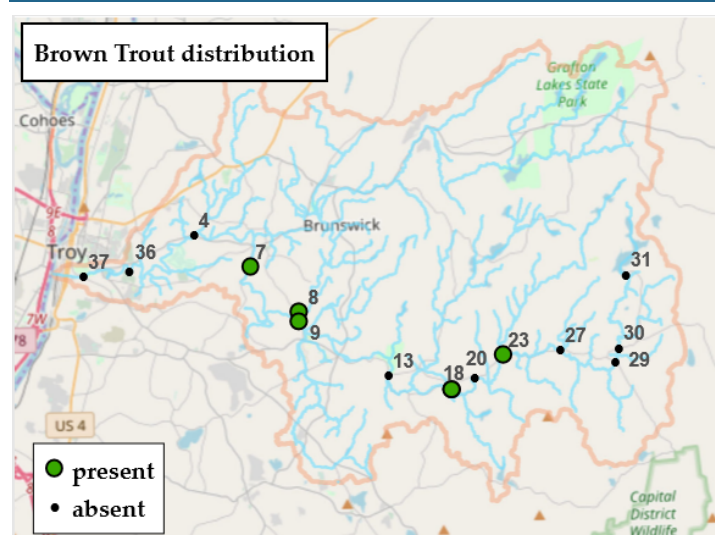 Brown Trout distribution
Grafton
Lakes State
Park
Cohoes
9E
8
4
Brunswick
Troy
37
36
7
31
8
9
7W
78
23
27
30
29
13
18
20
US 4
present
absent
Capital
District
Wildlife